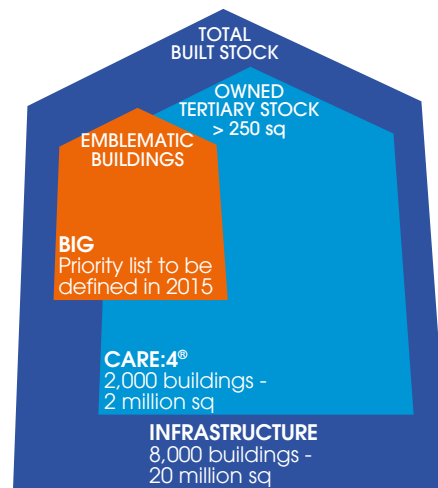 TOTAL
BUILT STOCK
OWNED
TERTIARY STOCK
> 250 sq
EMBLEMATIC
BUILDINGS
BIG
Priority list to be
defined in 2015
CARE:4®
2,000 buildings -
2 million sq
INFRASTRUCTURE
8,000 buildings -
20 million sq